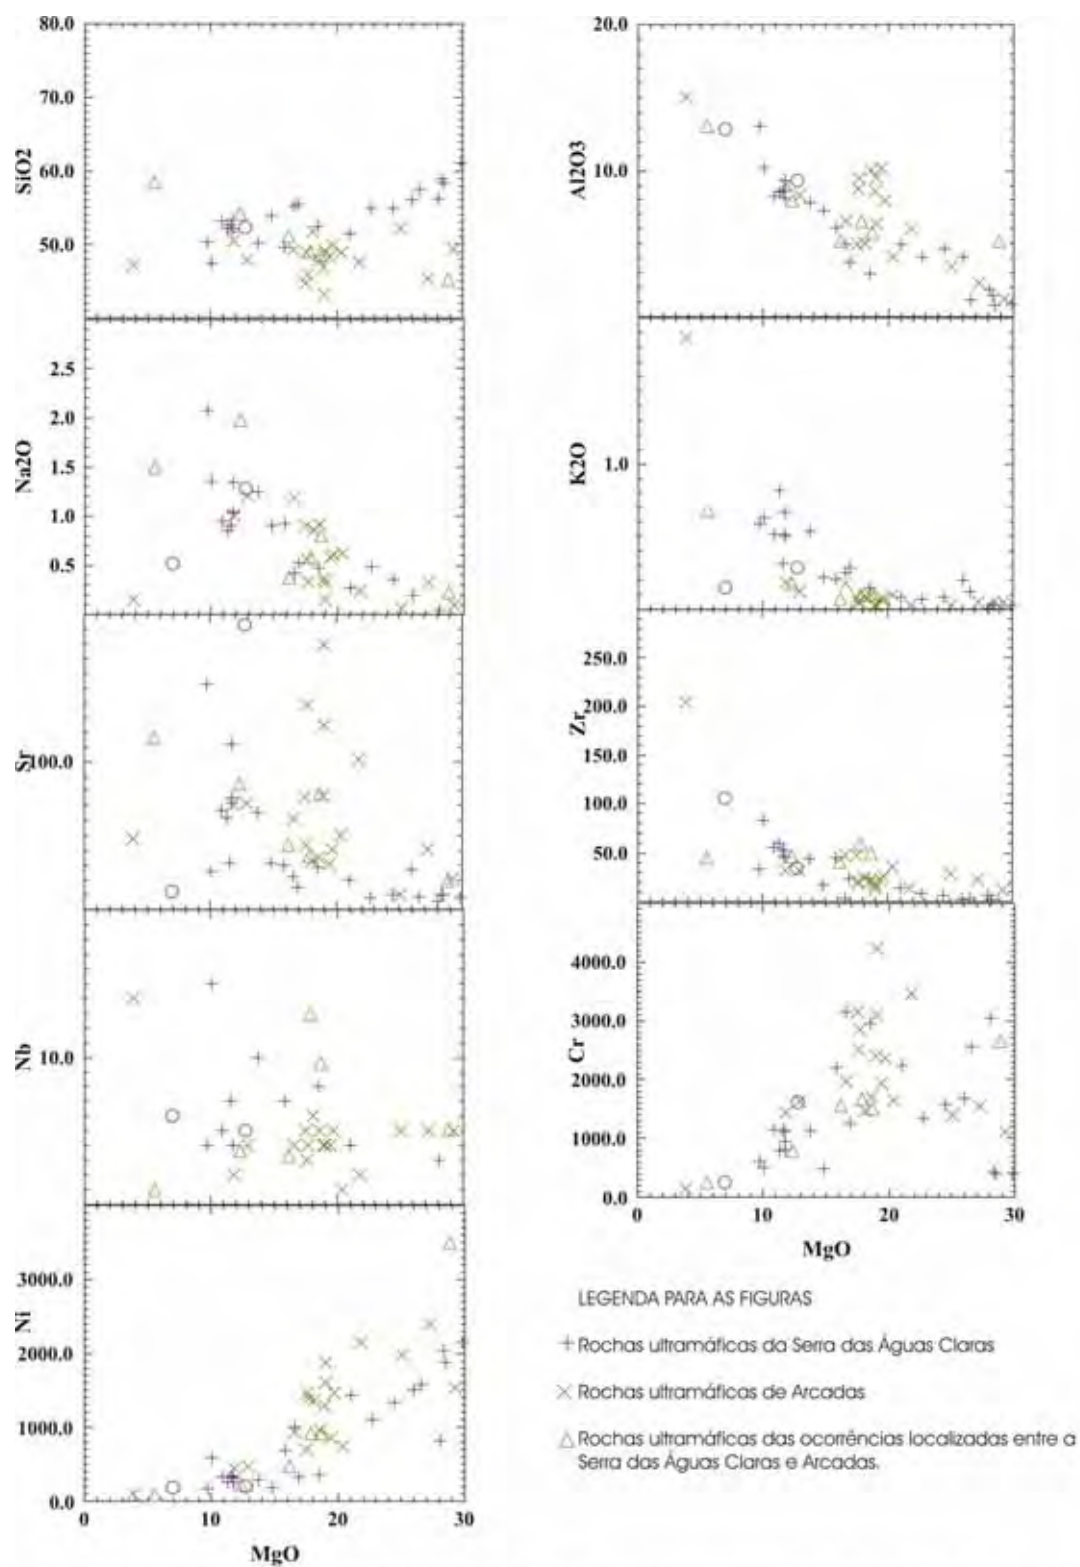 80.0
70.0
60.0
50.0
SiO2
2.5
2.0
1.5
1.0
0.5
Na2O
100.0
Sr
10.0
Nb
3000.0
2000.0
1000.0
0.0
Ni
0 10 20 30
MgO
20.0
10.0
Al2O3
1.0
K2O
250.0
200.0
150.0
100.0
50.0
Zr
4000.0
3000.0
2000.0
1000.0
0.0
Cr
0 10 20 30
MgO
LEGENDA PARA AS FIGURAS
Rochas ultramáficas da Serra das Águas Claras
Rochas ultramáficas de Arcadas
Rochas ultramáficas das ocorrências localizadas entre a
Serra das Águas Claras e Arcadas.